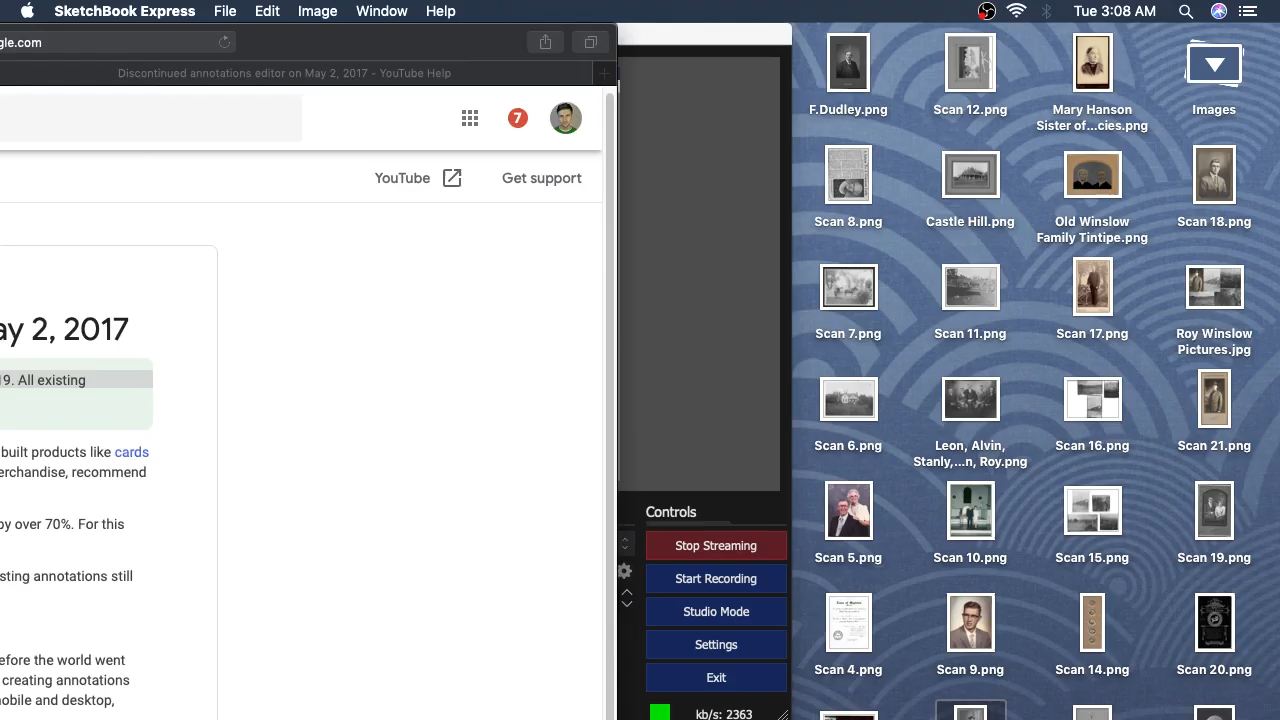 SketchBook Express File Edit Image Window Help
Tue 3:08 AM
gle.com
Discontinued annotations editor on May 2, 2017 - YouTube Help
7
YouTube
Get support
ay 2, 2017
19. All existing
built products like cards
erchandise, recommend
by over 70%. For this
sting annotations still
efore the world went
creating annotations
nobile and desktop,
Controls
Stop Streaming
Start Recording
Studio Mode
Settings
Exit
kb/s: 2363
F.Dudley.png
Scan 12.png
Mary Hanson
Sister of...cies.png
Images
Scan 8.png
Castle Hill.png
Old Winslow
Family Tintipe.png
Scan 18.png
Scan 7.png
Scan 11.png
Scan 17.png
Roy Winslow
Pictures.jpg
Scan 6.png
Leon, Alvin,
Stanly,...n, Roy.png
Scan 16.png
Scan 21.png
Scan 5.png
Scan 10.png
Scan 15.png
Scan 19.png
Scan 4.png
Scan 9.png
Scan 14.png
Scan 20.png